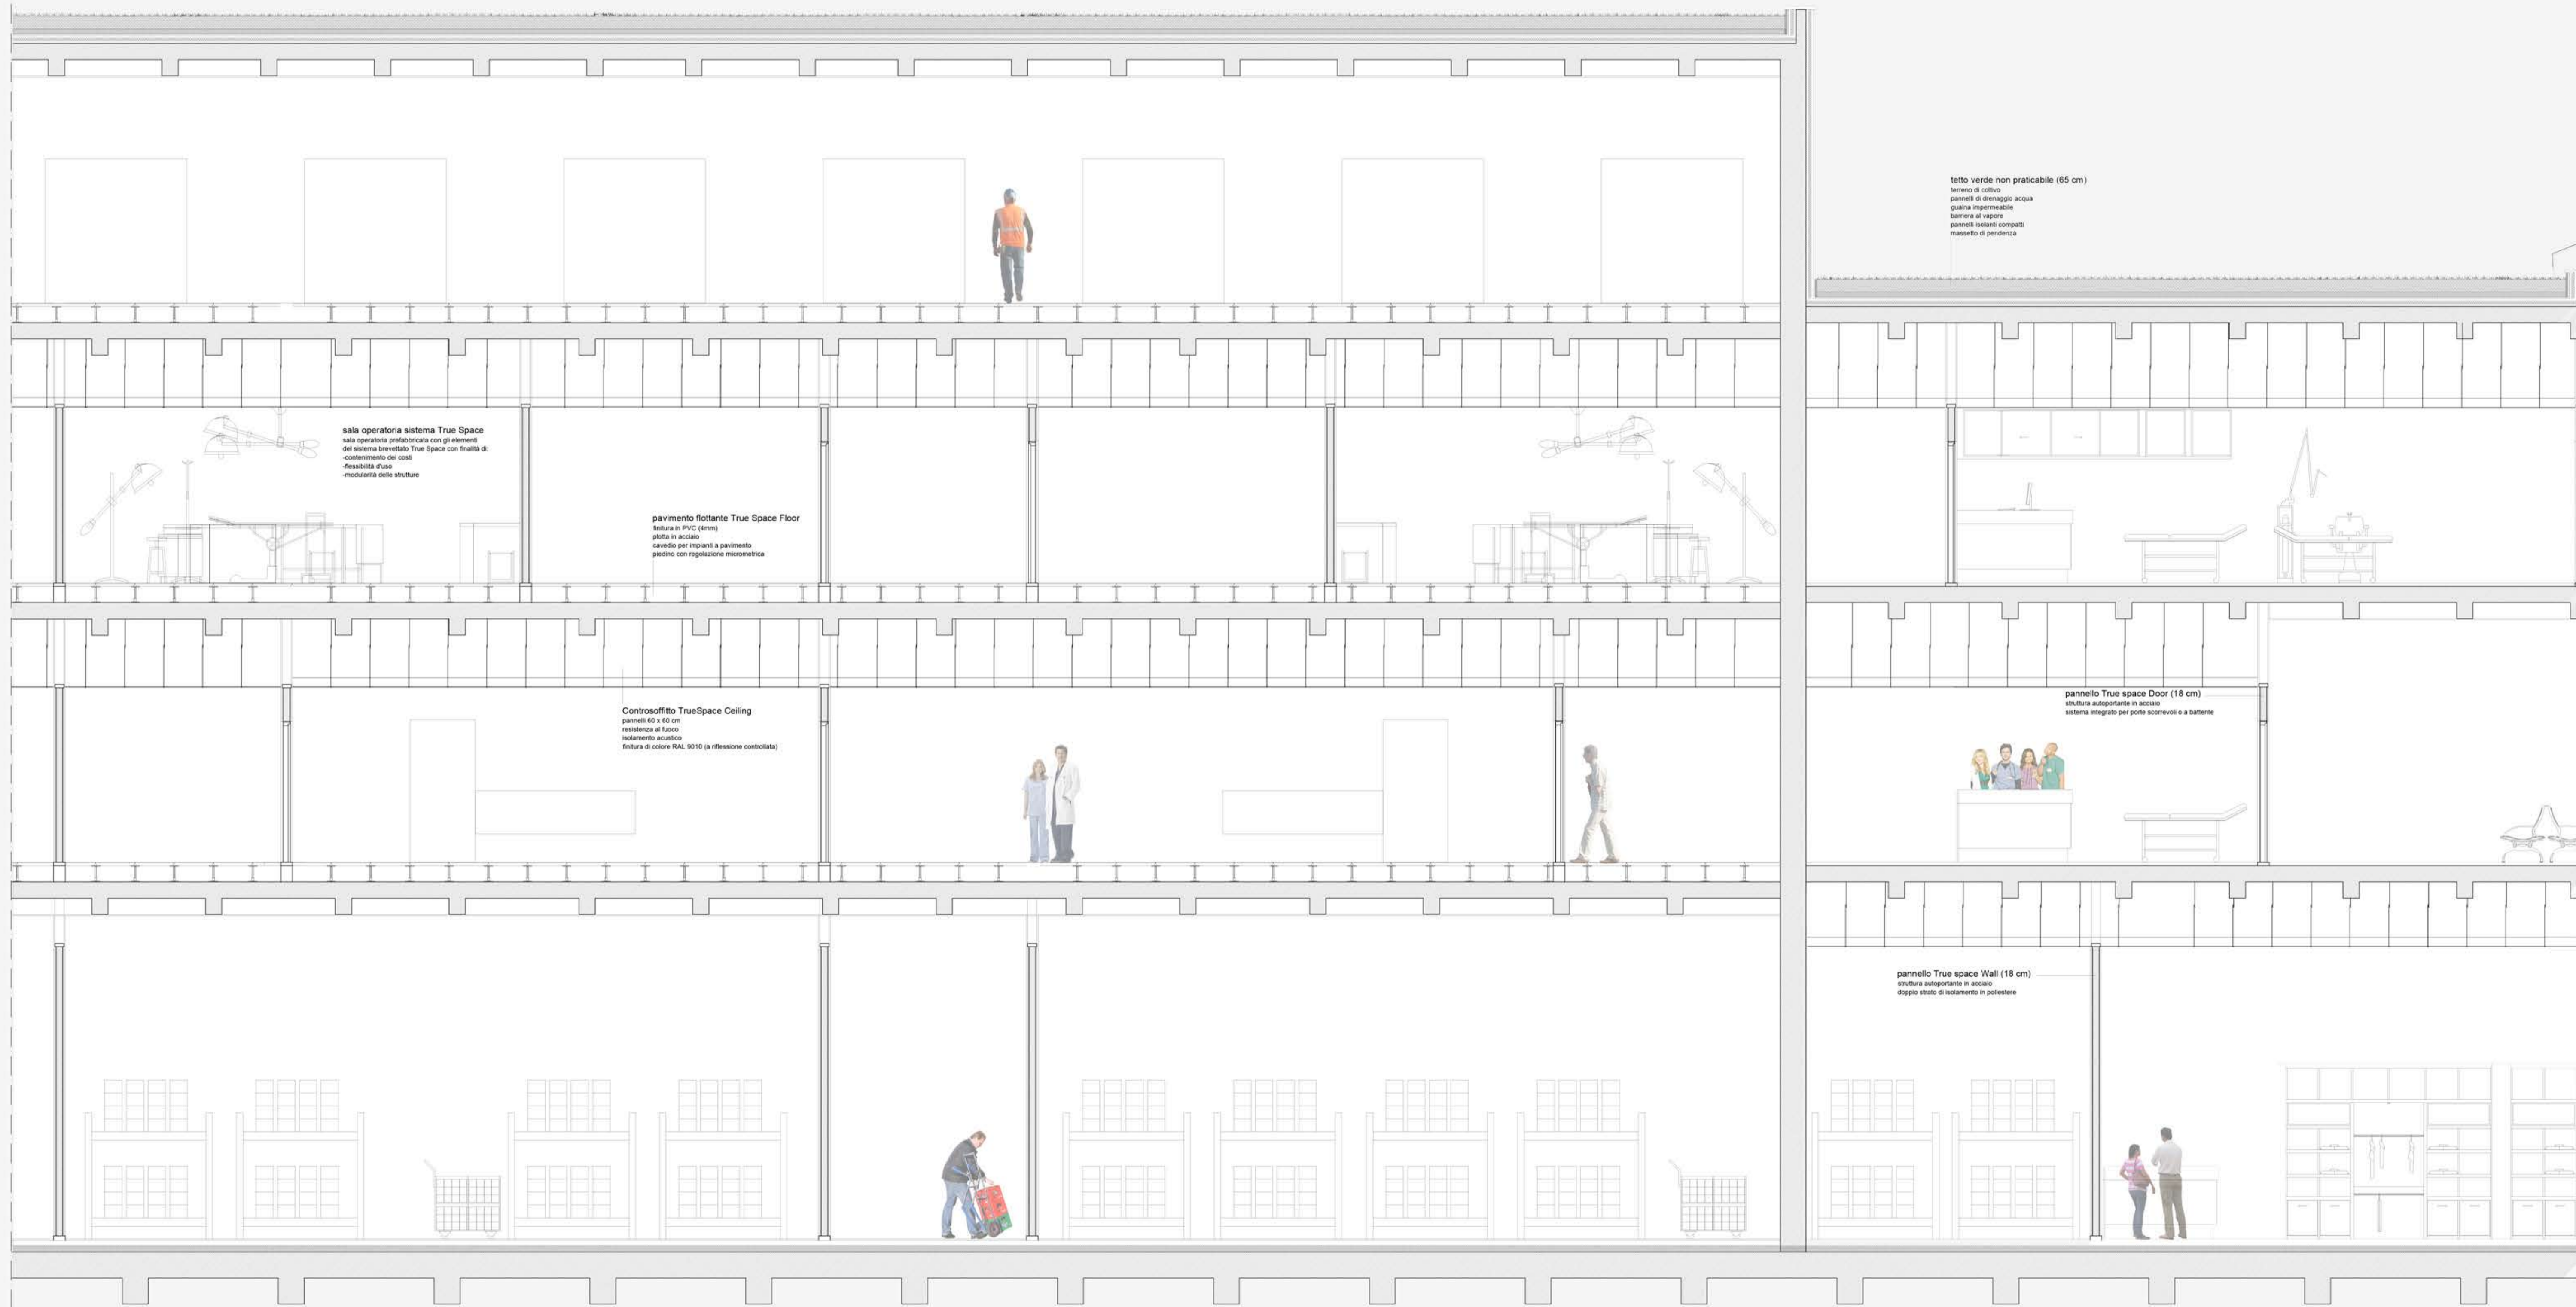 tetto verde non praticabile (65 cm)
terreno di coltivo
pannelli di drenaggio acqua
guaina impermeabile
barriera al vapore
pannelli isolanti compatti
massetto di pendenza
sala operatoria sistema True Space
sala operatoria prefabbricata con gli elementi
del sistema brevettato True Space con finalità di:
-contenimento dei costi
-flessibilità d'uso
-modularità delle strutture
pavimento flottante True Space Floor
finitura in PVC (4mm)
plotta in acciaio
cavedio per impianti a pavimento
piedino con regolazione micrometrica
Controsoffitto TrueSpace Ceiling
pannelli 60 x 60 cm
resistenza al fuoco
isolamento acustico
finitura di colore RAL 9010 (a riflessione controllata)
pannello True space Door (18 cm)
struttura autoportante in acciaio
sistema integrato per porte scorrevoli o a battente
pannello True space Wall (18 cm)
struttura autoportante in acciaio
doppio strato di isolamento in poliestere